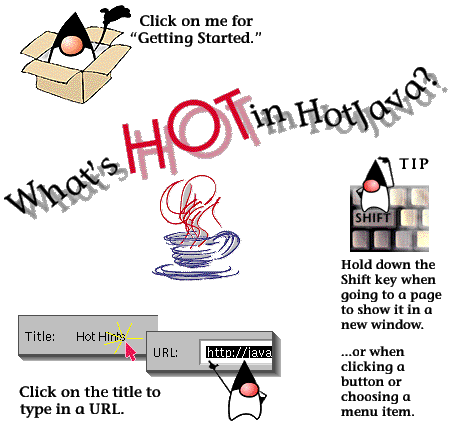 Click on me for
“Getting Started.”
What's HOT in HotJava?
TIP
SHIFT
Hold down the
Shift key when
going to a page
to show it in a
new window.
...or when
clicking a
button or
choosing a
menu item.
Title: Hot Hints
URL: http://java
Click on the title to
type in a URL.